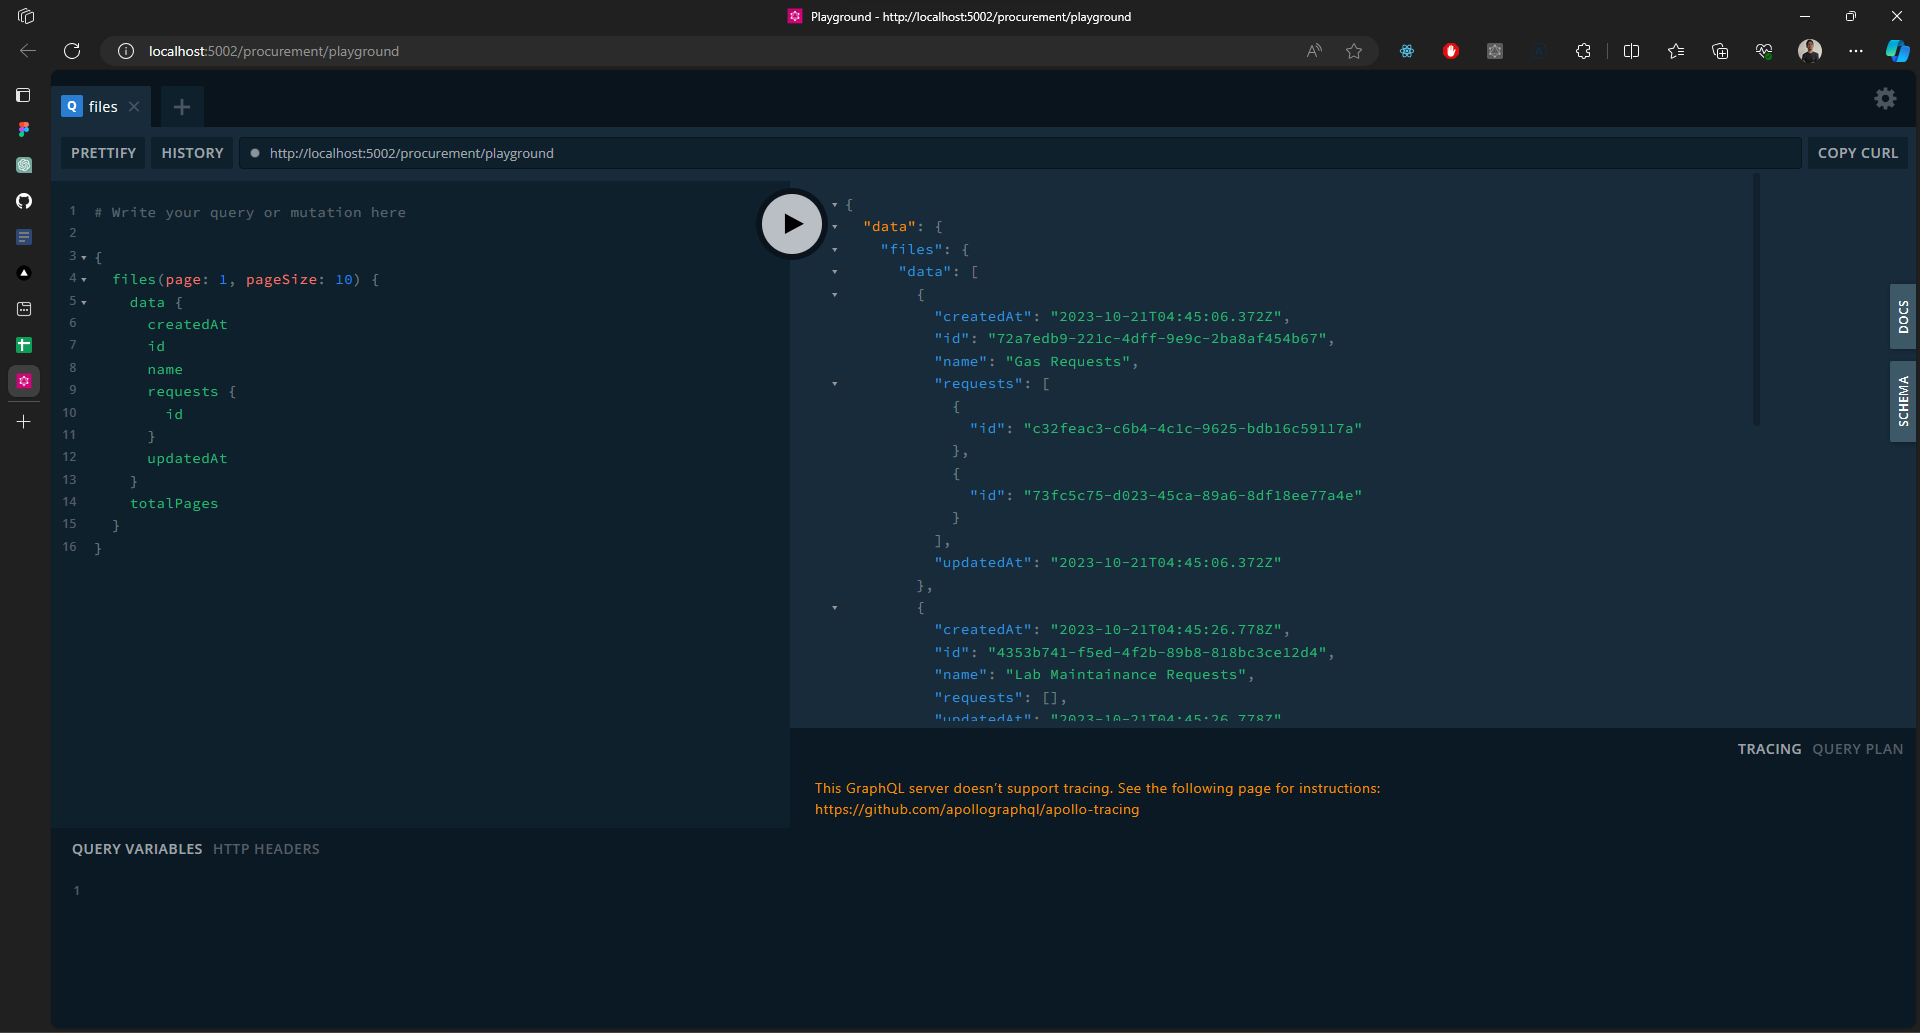 Playground - http://localhost:5002/procurement/playground
localhost:5002/procurement/playground
Q files
PRETTIFY HISTORY http://localhost:5002/procurement/playground COPY CURL
1 # Write your query or mutation here
2
3 {
4 files(page: 1, pageSize: 10) {
5 data {
6 createdAt
7 id
8 name
9 requests {
10 id
11 }
12 updatedAt
13 }
14 totalPages
15 }
16 }
{
"data": {
"files": {
"data": [
{
"createdAt": "2023-10-21T04:45:06.372Z",
"id": "72a7edb9-221c-4dff-9e9c-2ba8af454b67",
"name": "Gas Requests",
"requests": [
{
"id": "c32feac3-c6b4-4c1c-9625-bdb16c59117a"
},
{
"id": "73fc5c75-d023-45ca-89a6-8df18ee77a4e"
}
],
"updatedAt": "2023-10-21T04:45:06.372Z"
},
{
"createdAt": "2023-10-21T04:45:26.778Z",
"id": "4353b741-f5ed-4f2b-89b8-818bc3ce12d4",
"name": "Lab Maintainance Requests",
"requests": [],
"updatedAt": "2023-10-21T04:45:26.778Z"
DOCS
SCHEMA
TRACING QUERY PLAN
This GraphQL server doesn't support tracing. See the following page for instructions:
https://github.com/apollographql/apollo-tracing
QUERY VARIABLES HTTP HEADERS
1